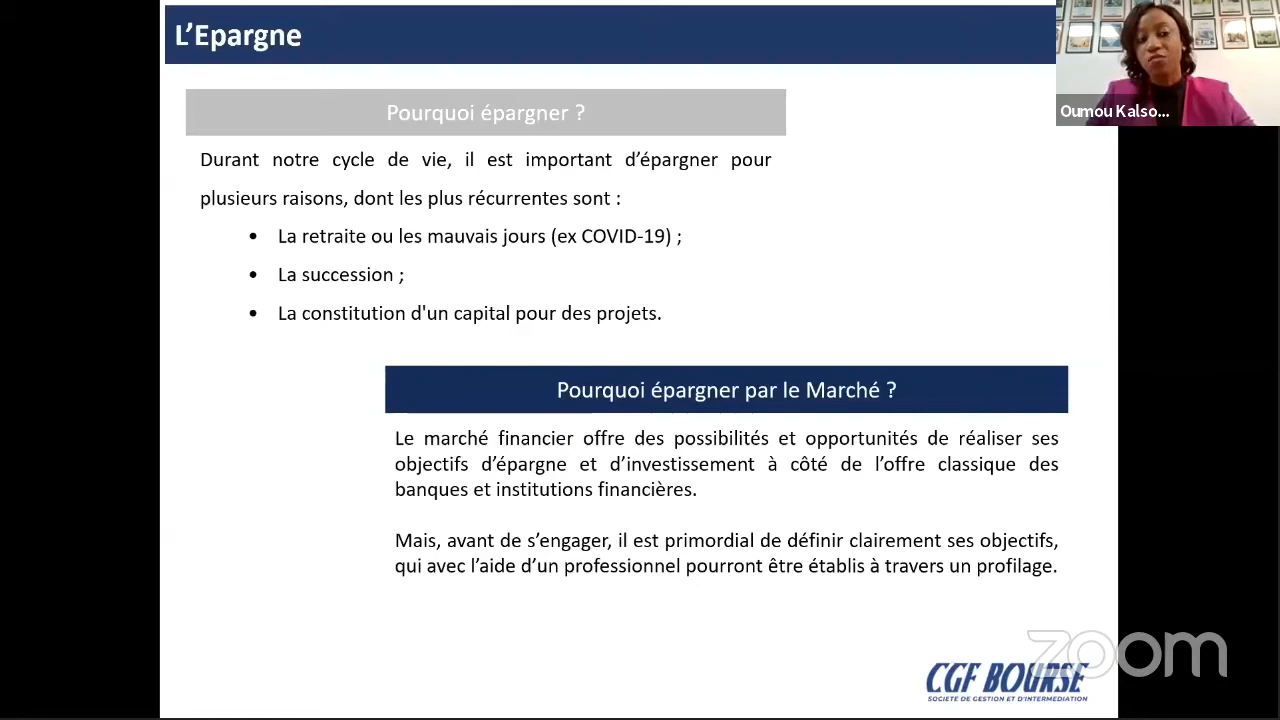 L’Epargne
Oumou Kalso...
Pourquoi épargner ?
Durant notre cycle de vie, il est important d’épargner pour
plusieurs raisons, dont les plus récurrentes sont :
• La retraite ou les mauvais jours (ex COVID-19) ;
• La succession ;
• La constitution d'un capital pour des projets.
Pourquoi épargner par le Marché ?
Le marché financier offre des possibilités et opportunités de réaliser ses
objectifs d’épargne et d’investissement à côté de l’offre classique des
banques et institutions financières.
Mais, avant de s’engager, il est primordial de définir clairement ses objectifs,
qui avec l’aide d’un professionnel pourront être établis à travers un profilage.
zoom
CGF BOURSE
SOCIETE DE GESTION ET D'INTERMEDIATION